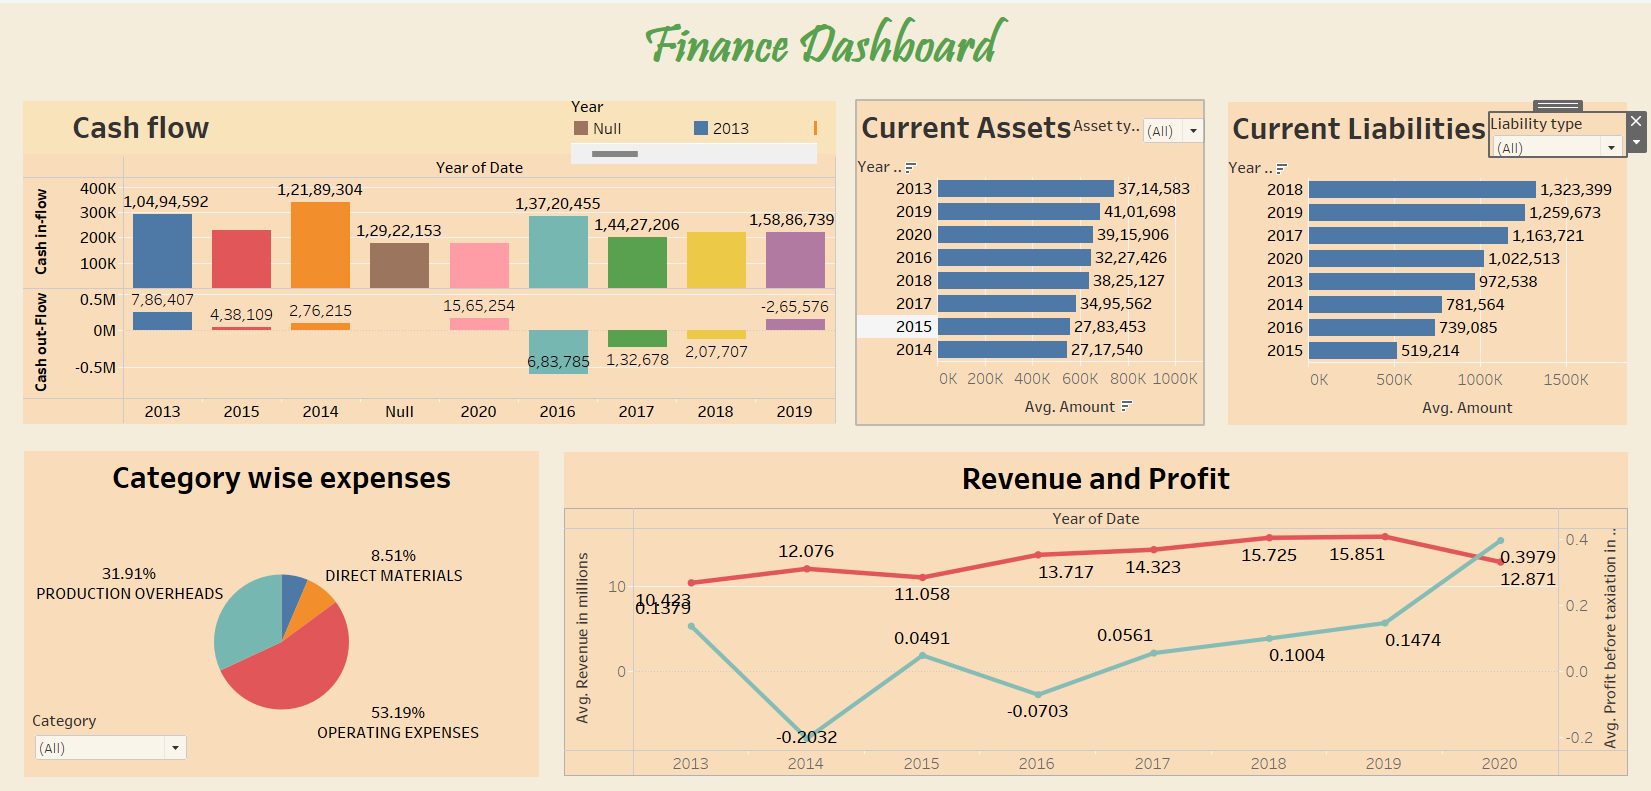 Finance Dashboard
Cash flow
Year
Null
2013
Year of Date
Cash in-flow
400K
300K
200K
100K
1,04,94,592
1,21,89,304
1,29,22,153
1,37,20,455
1,44,27,206
1,58,86,739
Cash out-Flow
0.5M
0M
-0.5M
7,86,407
4,38,109
2,76,215
15,65,254
6,83,785
1,32,678
2,07,707
-2,65,576
2013 2015 2014 Null 2020 2016 2017 2018 2019
Current Assets
Asset ty..
(All)
Year ..
2013 37,14,583
2019 41,01,698
2020 39,15,906
2016 32,27,426
2018 38,25,127
2017 34,95,562
2015 27,83,453
2014 27,17,540
0K 200K 400K 600K 800K 1000K
Avg. Amount
Current Liabilities
Liability type
(All)
Year ..
2018 1,323,399
2019 1,259,673
2017 1,163,721
2020 1,022,513
2013 972,538
2014 781,564
2016 739,085
2015 519,214
0K 500K 1000K 1500K
Avg. Amount
Category wise expenses
8.51%
DIRECT MATERIALS
31.91%
PRODUCTION OVERHEADS
53.19%
OPERATING EXPENSES
Category
(All)
Revenue and Profit
Year of Date
Avg. Revenue in millions
10
0
10.423
12.076
11.058
13.717
14.323
15.725
15.851
12.871
0.1379
-0.2032
0.0491
-0.0703
0.0561
0.1004
0.1474
0.3979
0.4
0.2
0.0
-0.2
Avg. Profit before taxiation in ..
2013 2014 2015 2016 2017 2018 2019 2020